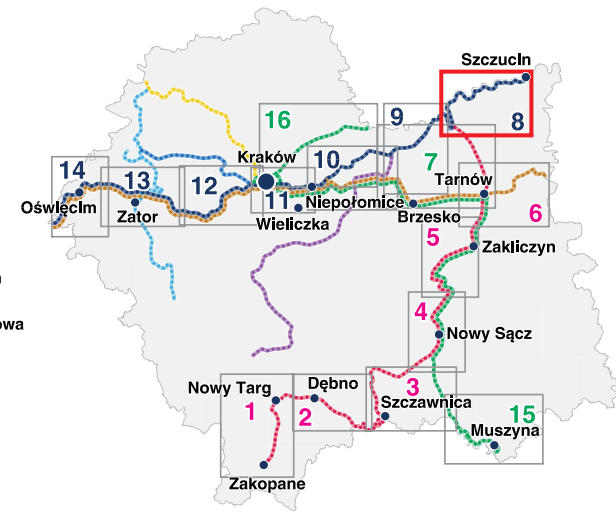 Szczucin
8
9
16
7
Kraków
10
14
13
12
Tarnów
Oświęcim
Zator
11
Niepołomice
Wieliczka
Brzesko
6
5
Zakliczyn
owa
4
Nowy Sącz
Nowy Targ
Dębno
3
1
2
Szczawnica
15
Muszyna
Zakopane